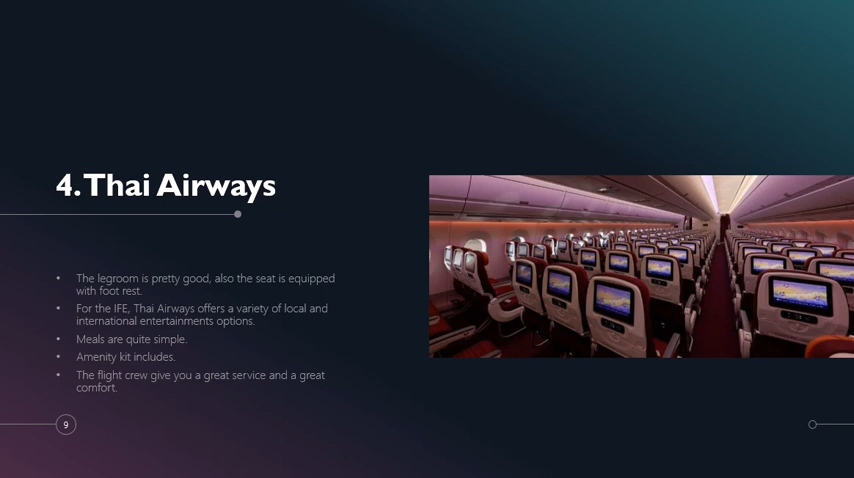 4. Thai Airways
• The legroom is pretty good, also the seat is equipped
with foot rest.
• For the IFE, Thai Airways offers a variety of local and
international entertainments options.
• Meals are quite simple.
• Amenity kit includes.
• The flight crew give you a great service and a great
comfort.
9